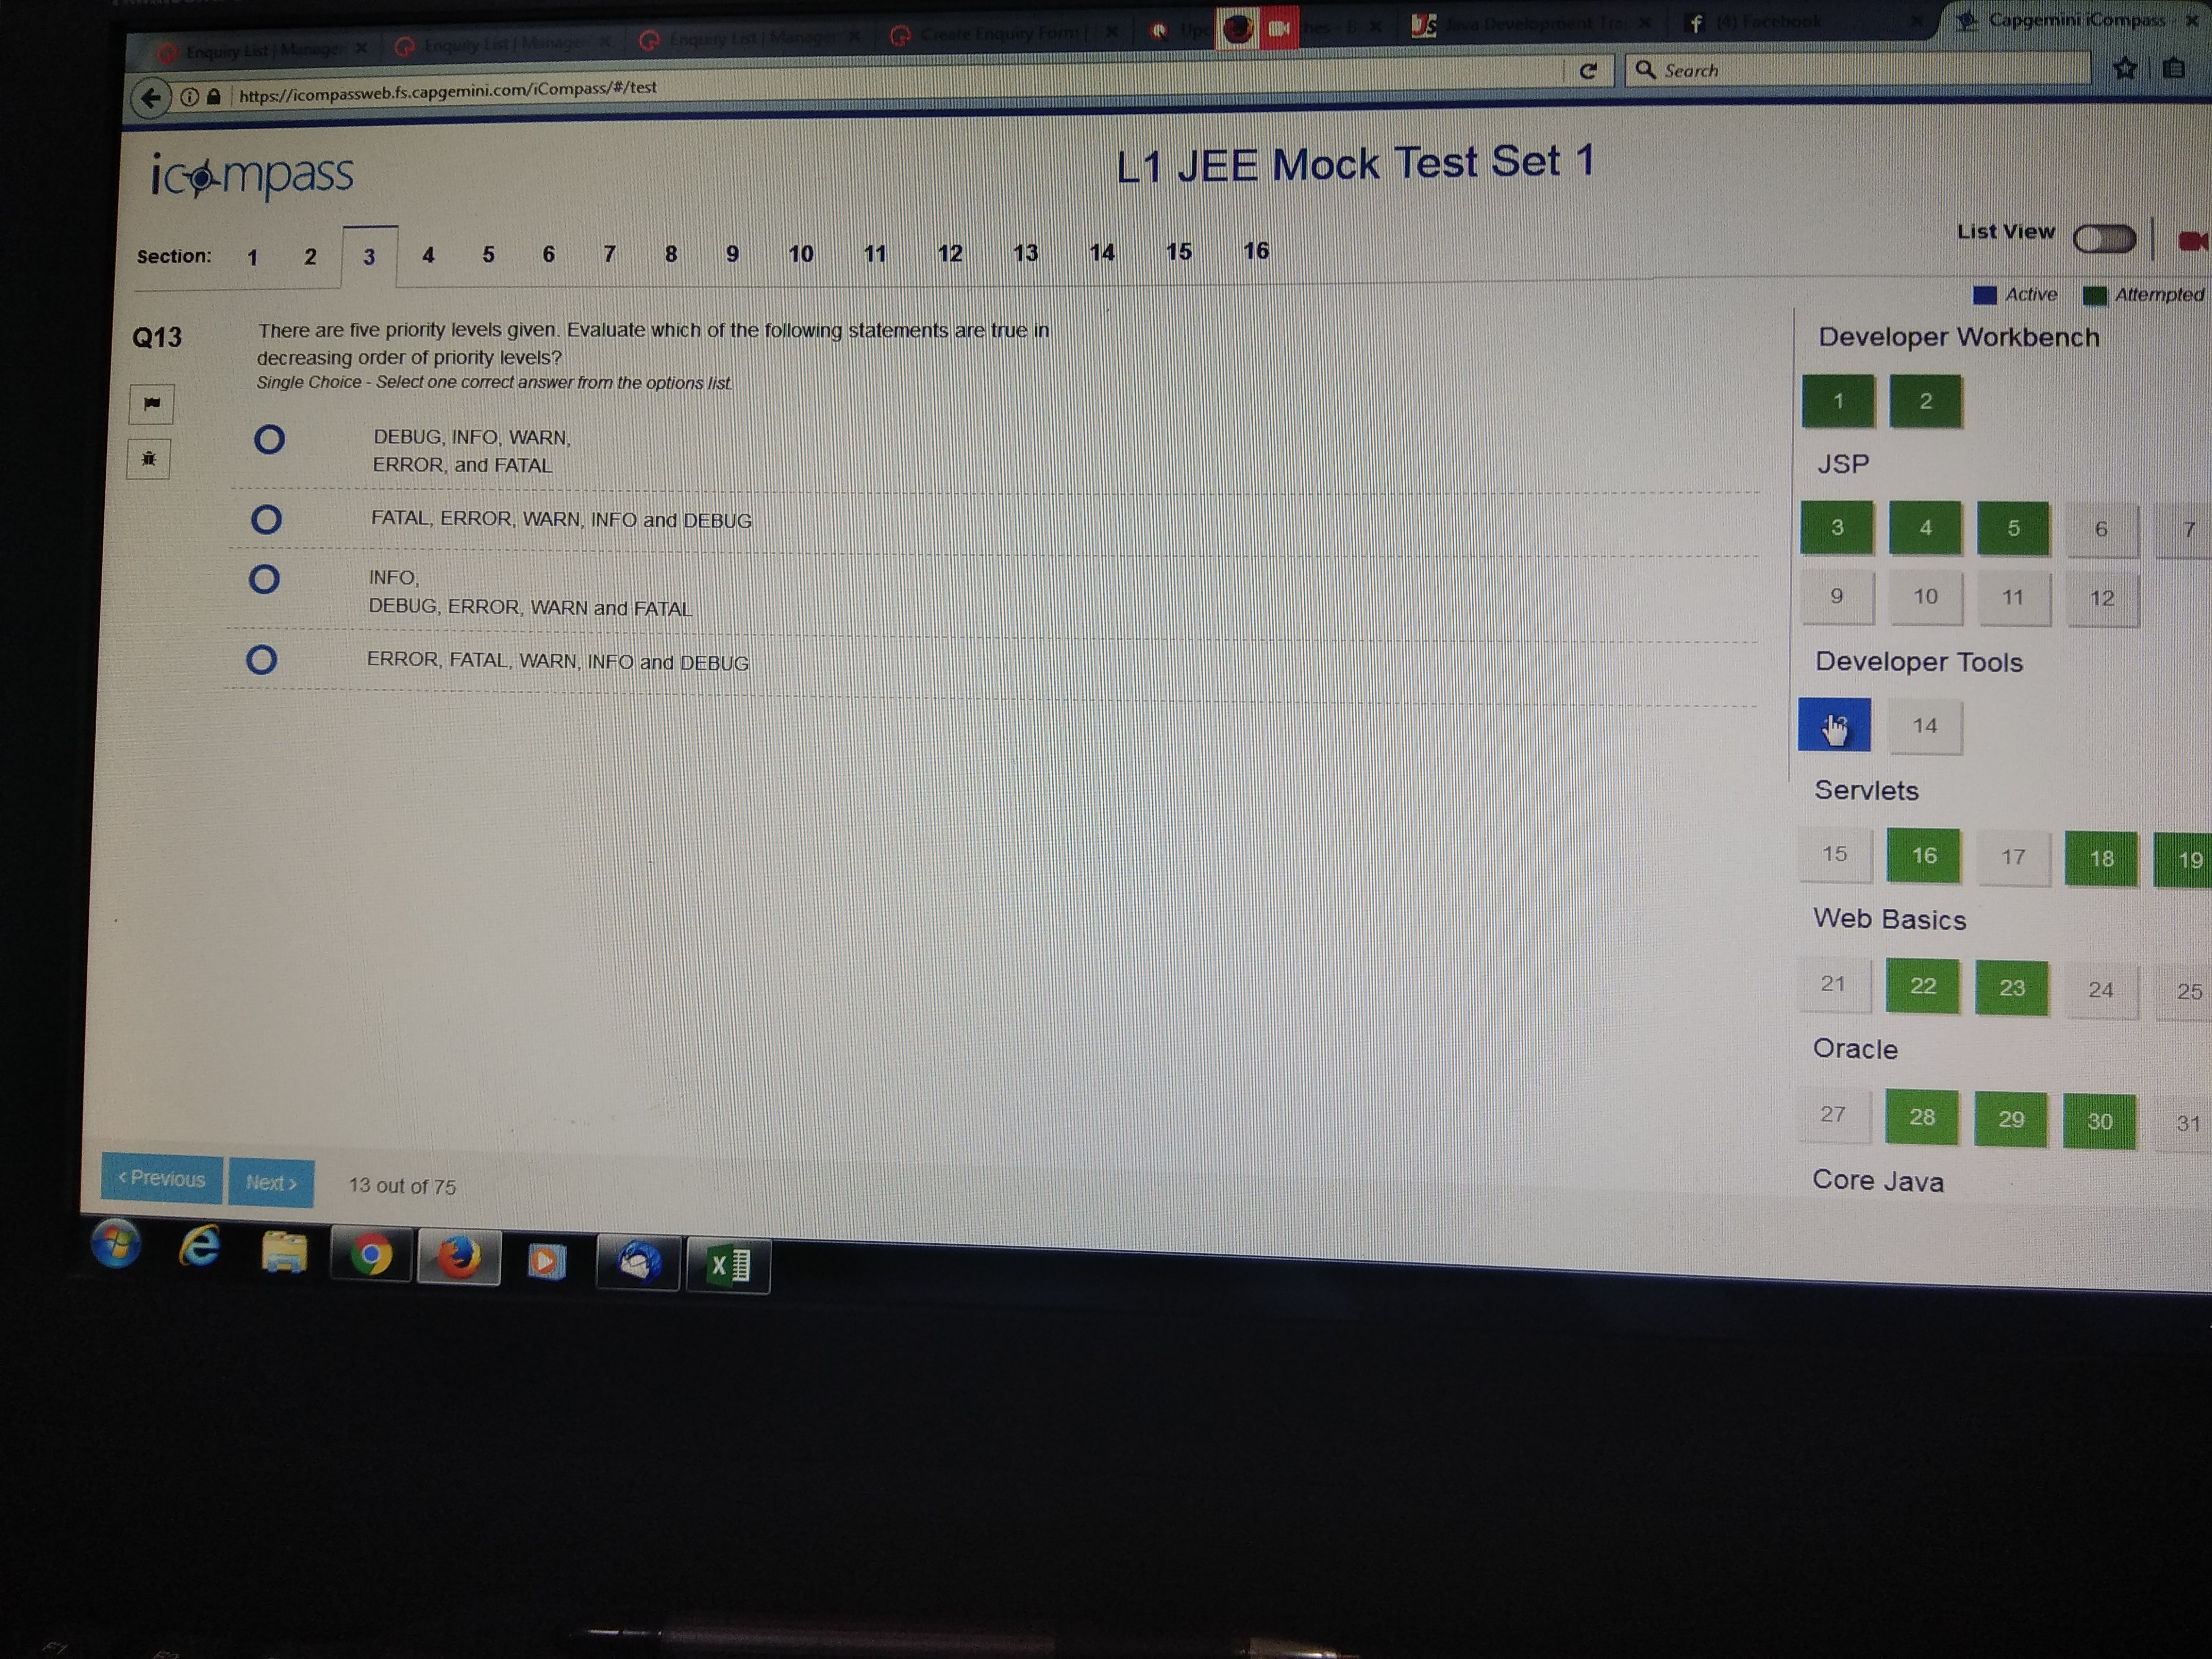 Enquiry List | Manager
Enquiry List | Manager
Enquiry List | Manager
Create Enquiry Form |
Java Development Tra
(4) Facebook
Capgemini iCompass -
https://icompassweb.fs.capgemini.com/iCompass/#/test
Search
icompass
L1 JEE Mock Test Set 1
Section: 1 2 3 4 5 6 7 8 9 10 11 12 13 14 15 16
List View
Active Attempted
Q13
There are five priority levels given. Evaluate which of the following statements are true in
decreasing order of priority levels?
Single Choice - Select one correct answer from the options list.
DEBUG, INFO, WARN,
ERROR, and FATAL
FATAL, ERROR, WARN, INFO and DEBUG
INFO,
DEBUG, ERROR, WARN and FATAL
ERROR, FATAL, WARN, INFO and DEBUG
Developer Workbench
1 2
JSP
3 4 5 6 7
9 10 11 12
Developer Tools
14
Servlets
15 16 17 18 19
Web Basics
21 22 23 24 25
Oracle
27 28 29 30 31
Core Java
< Previous Next > 13 out of 75